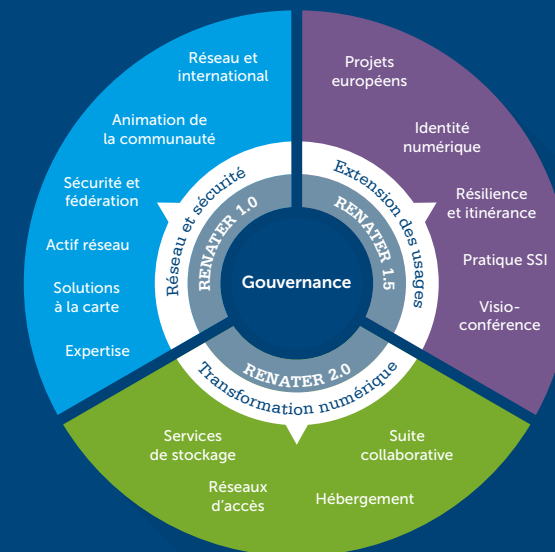 Réseau et
international
Animation de
la communauté
Sécurité et
fédération
Actif réseau
Solutions
à la carte
Expertise
Réseau et sécurité
RENATER 1.0
Projets
européens
Identité
numérique
Résilience
et itinérance
Pratique SSI
Visio-
conférence
Extension des usages
RENATER 1.5
Gouvernance
RENATER 2.0
Transformation numérique
Services
de stockage
Suite
collaborative
Réseaux
d'accès
Hébergement